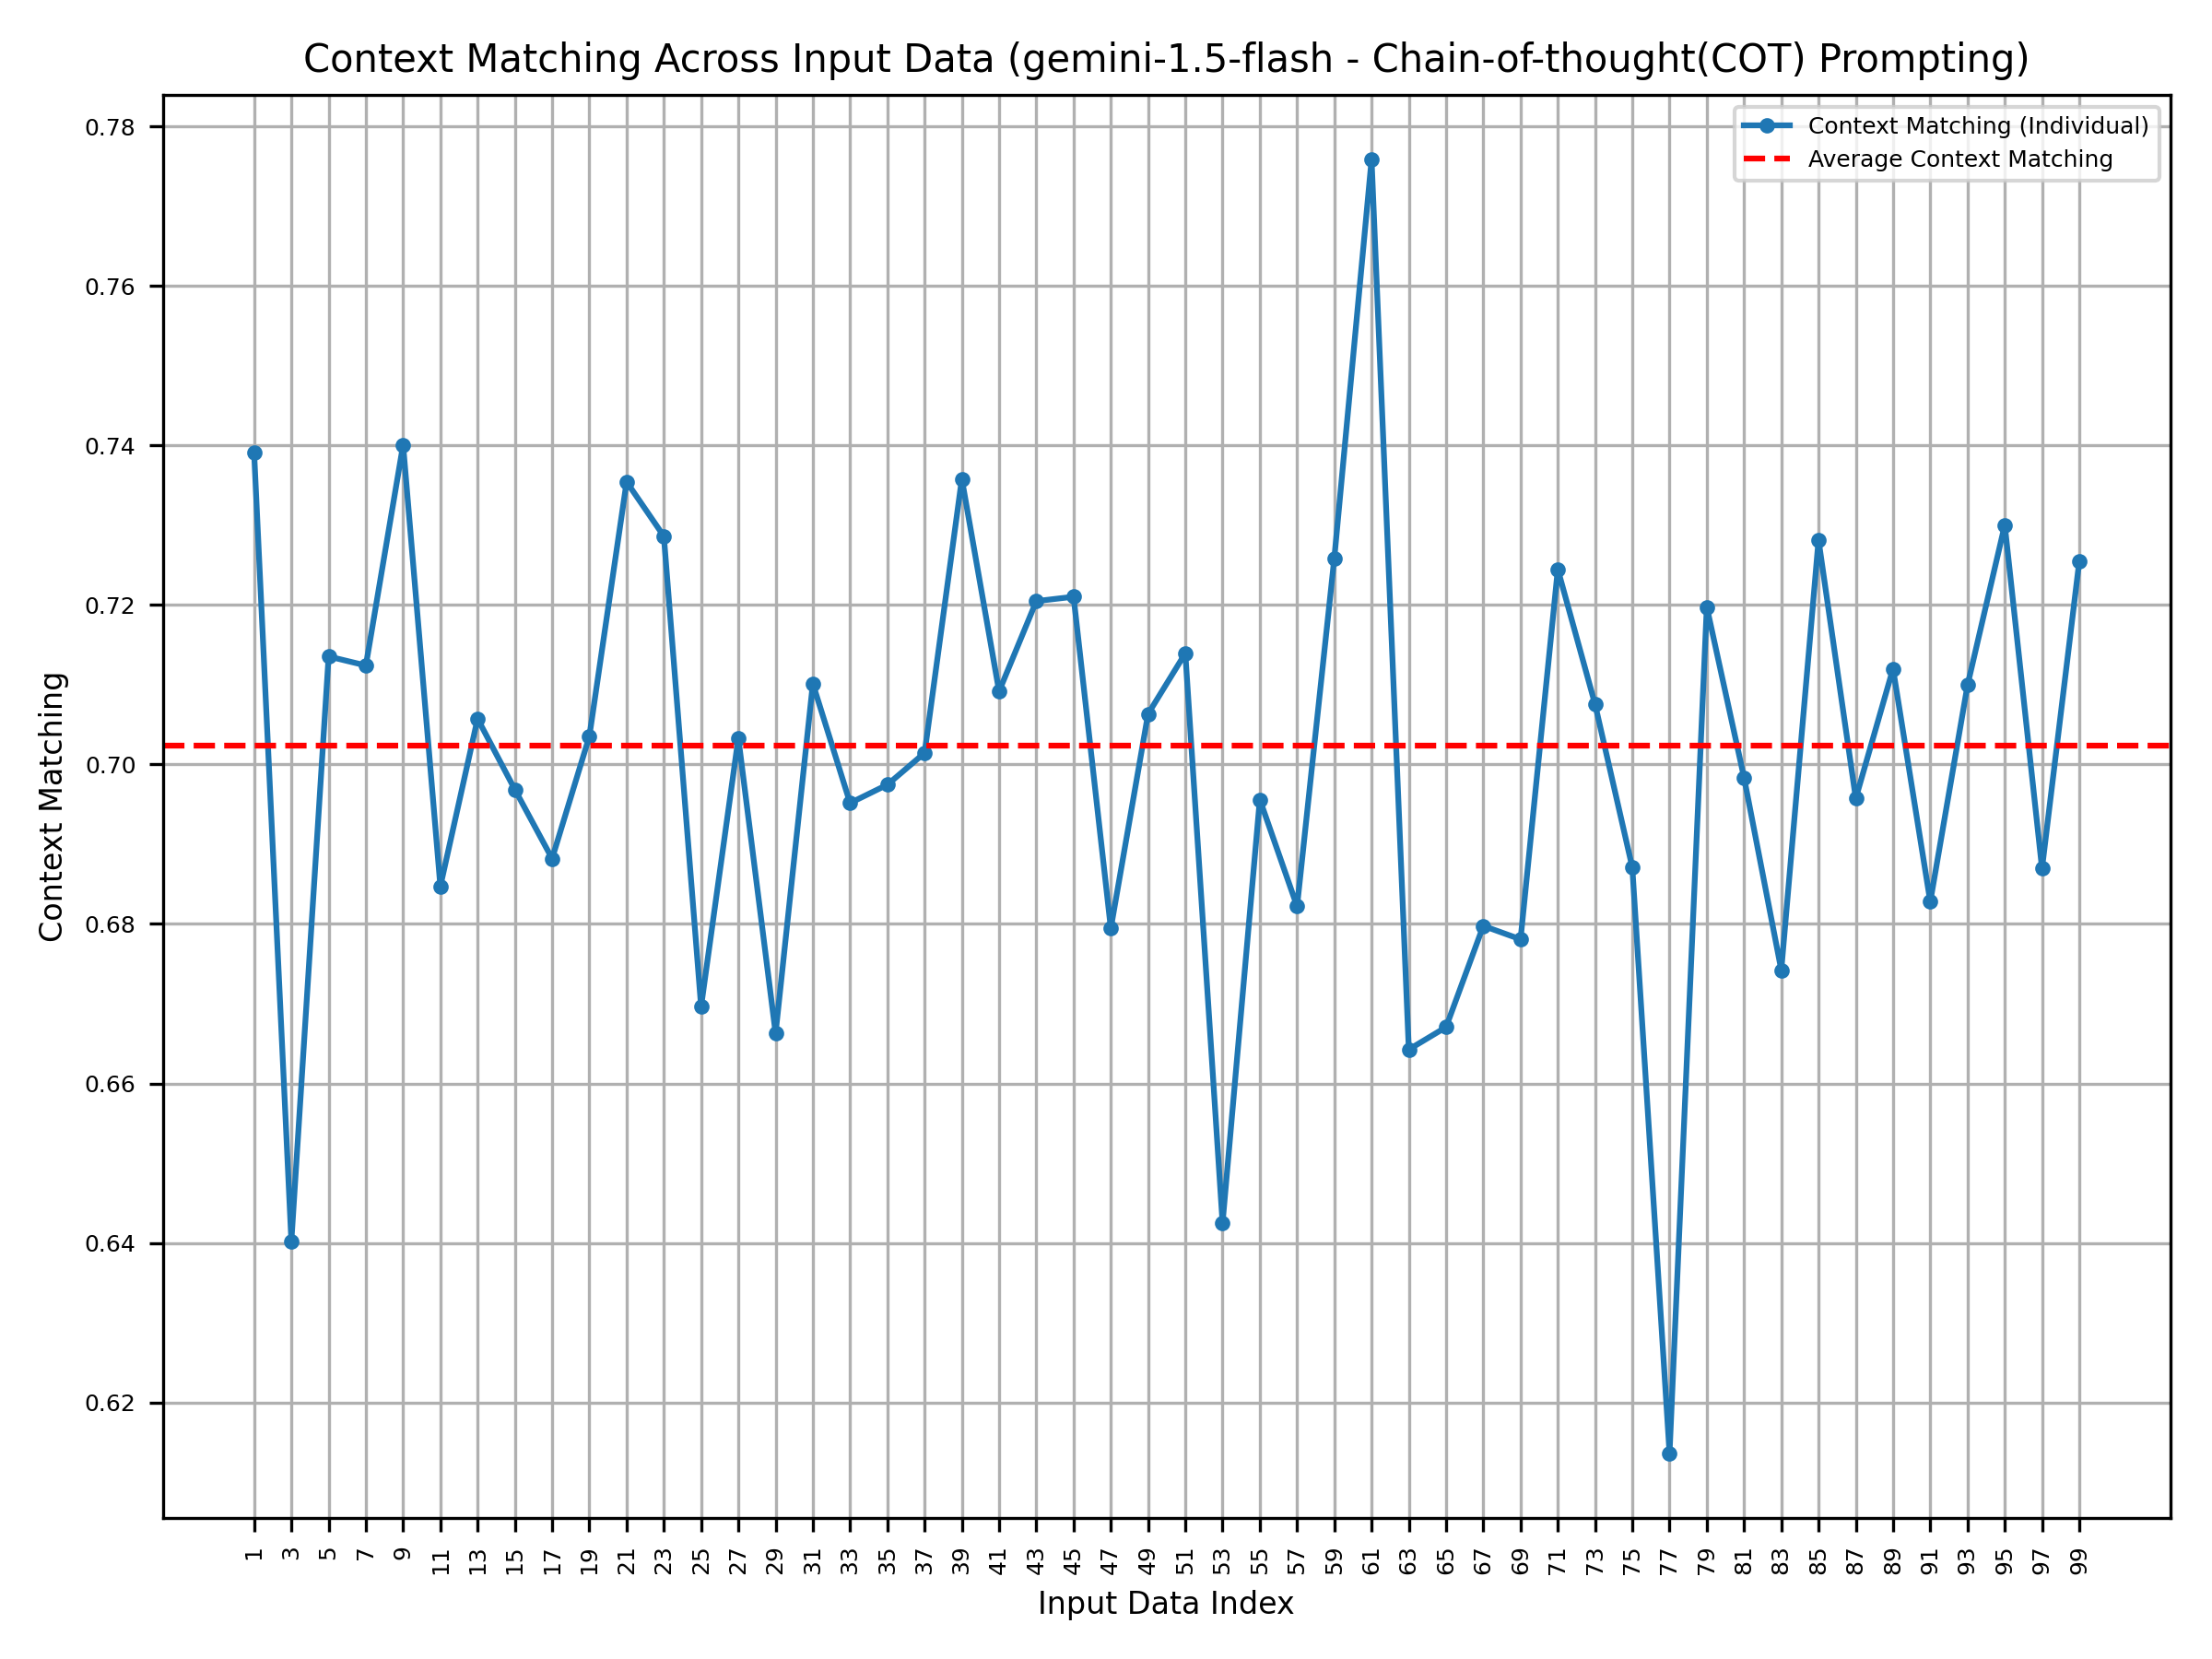 Context Matching Across Input Data (gemini-1.5-flash - Chain-of-thought(COT) Prompting)
Context Matching (Individual)
Average Context Matching
0.78
0.76
0.74
0.72
0.70
0.68
0.66
0.64
0.62
Context Matching
1 3 5 7 9 11 13 15 17 19 21 23 25 27 29 31 33 35 37 39 41 43 45 47 49 51 53 55 57 59 61 63 65 67 69 71 73 75 77 79 81 83 85 87 89 91 93 95 97 99
Input Data Index